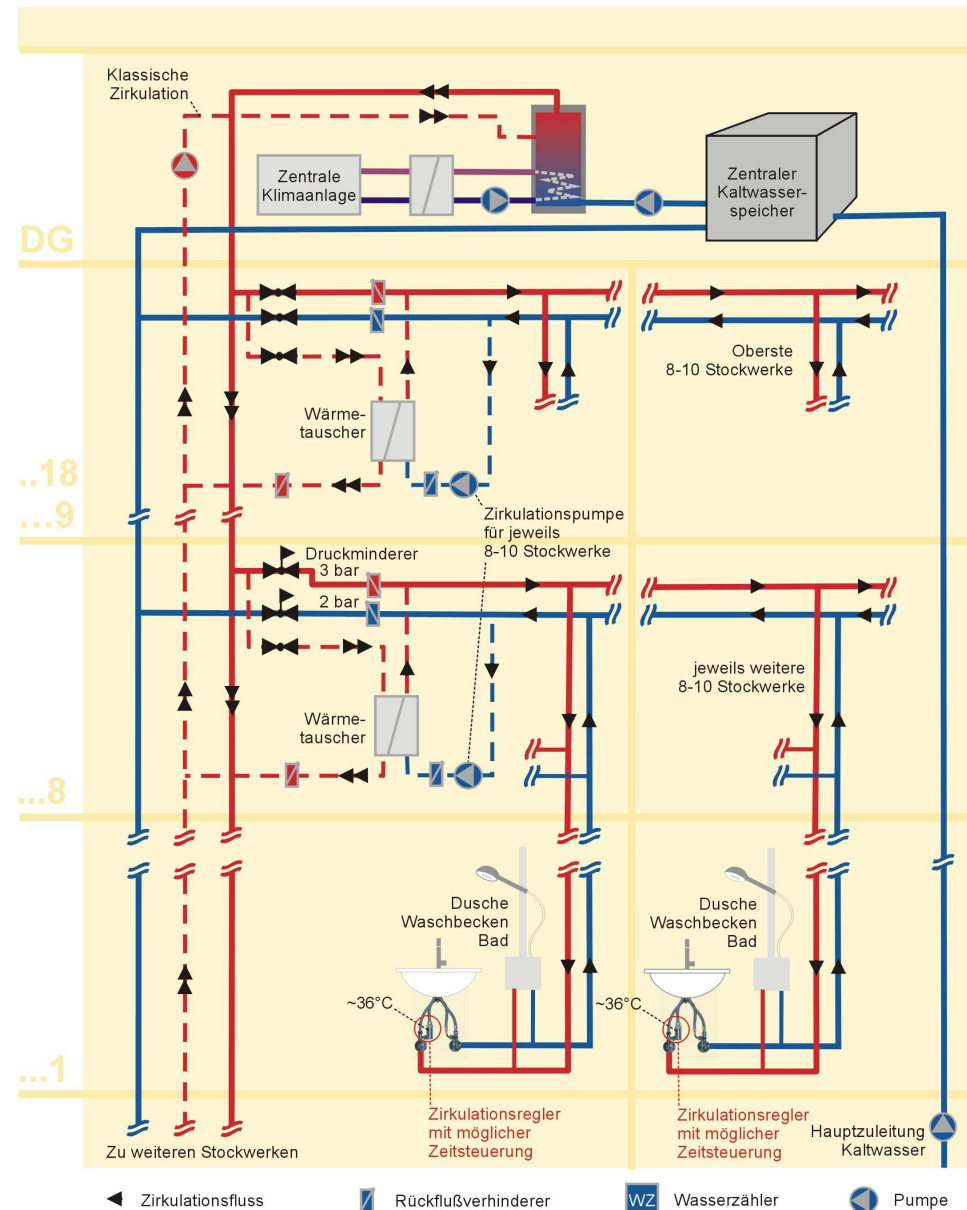 Klassische
Zirkulation
Zentrale
Klimaanlage
Zentraler
Kaltwasser-
speicher
DG
Oberste
8-10 Stockwerke
Wärme-
tauscher
..18
...9
Zirkulationspumpe
für jeweils
8-10 Stockwerke
Druckminderer
3 bar
2 bar
jeweils weitere
8-10 Stockwerke
Wärme-
tauscher
...8
Dusche
Waschbecken
Bad
~36°C
Dusche
Waschbecken
Bad
~36°C
...1
Zirkulationsregler
mit möglicher
Zeitsteuerung
Zirkulationsregler
mit möglicher
Zeitsteuerung
Hauptzuleitung
Kaltwasser
Zu weiteren Stockwerken
Zirkulationsfluss
Rückflußverhinderer
WZ Wasserzähler
Pumpe